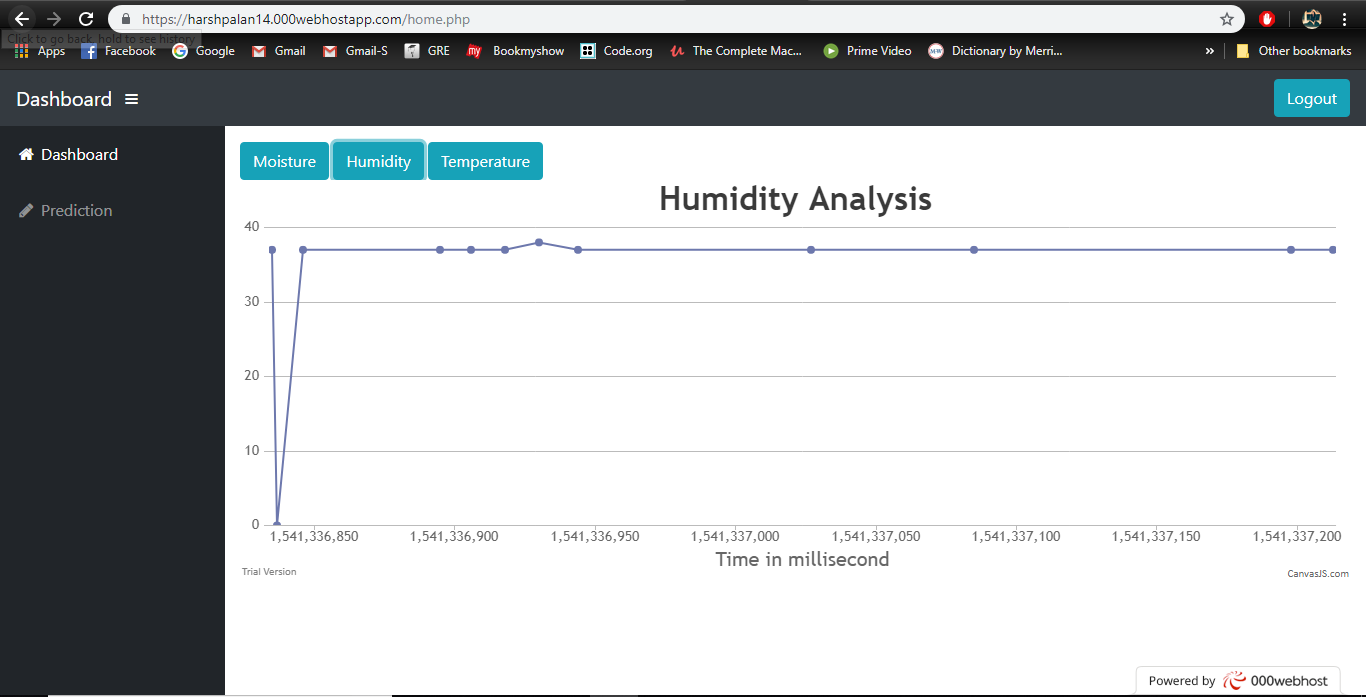 https://harshpalan14.000webhostapp.com/home.php
Click to go back, hold to see history
Apps Facebook Google Gmail Gmail-S GRE my Bookmyshow Code.org The Complete Mac... Prime Video M-W Dictionary by Merri... » Other bookmarks
Dashboard Logout
Dashboard
Prediction
Moisture Humidity Temperature
Humidity Analysis
40
30
20
10
0
1,541,336,850 1,541,336,900 1,541,336,950 1,541,337,000 1,541,337,050 1,541,337,100 1,541,337,150 1,541,337,200
Time in millisecond
Trial Version CanvasJS.com
Powered by 000webhost